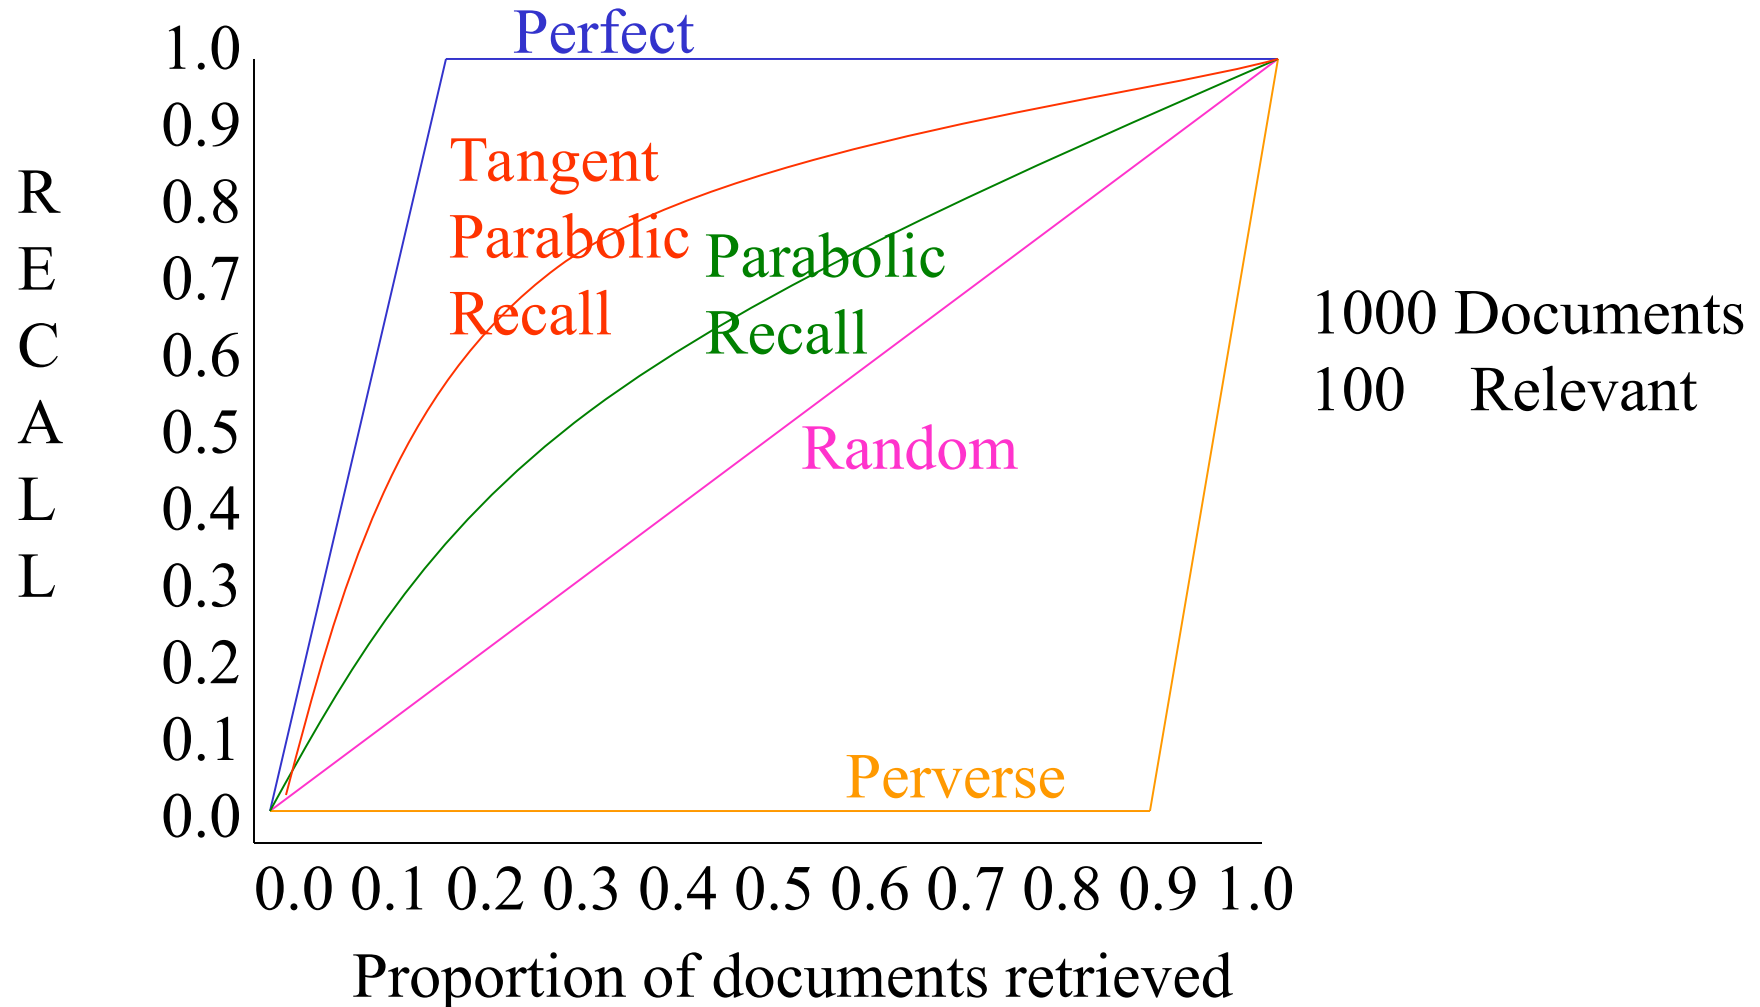 Perfect
1.0
0.9
0.8
0.7
0.6
0.5
0.4
0.3
0.2
0.1
0.0
R
E
C
A
L
L
Tangent
Parabolic
Recall
Parabolic
Recall
Random
Perverse
1000 Documents
100 Relevant
0.0 0.1 0.2 0.3 0.4 0.5 0.6 0.7 0.8 0.9 1.0
Proportion of documents retrieved